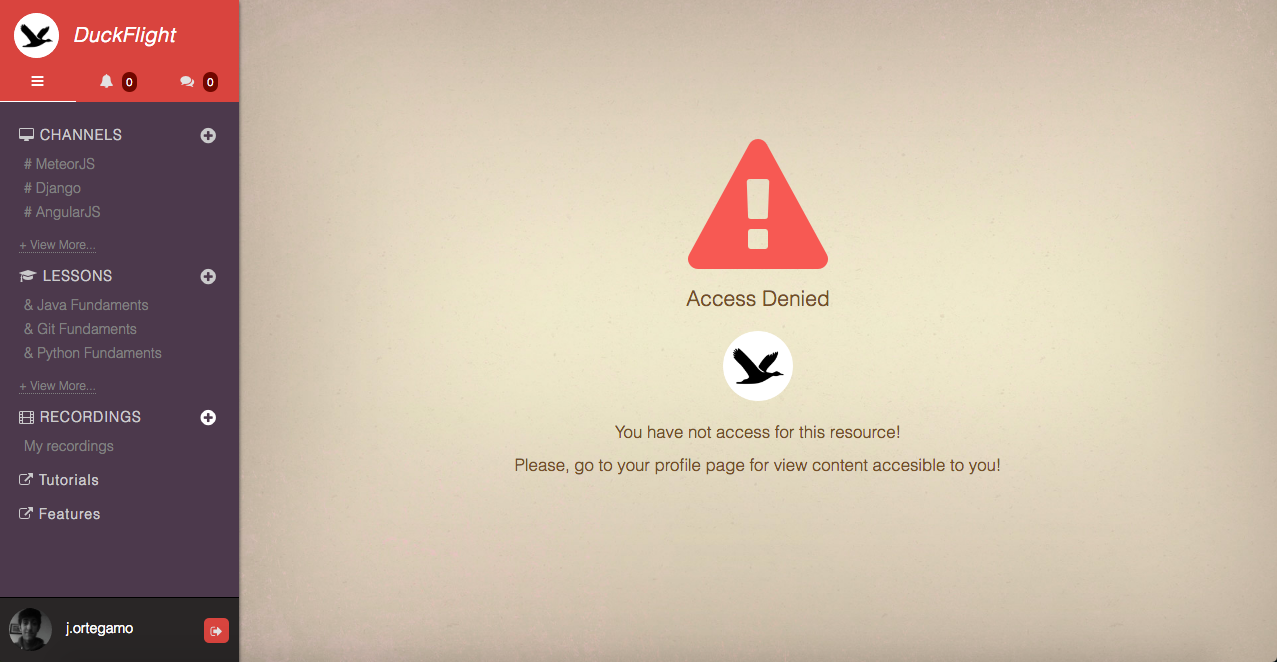 DuckFlight
0
0
CHANNELS
# MeteorJS
# Django
# AngularJS
+ View More...
LESSONS
& Java Fundaments
& Git Fundaments
& Python Fundaments
+ View More...
RECORDINGS
My recordings
Tutorials
Features
j.ortegamo
Access Denied
You have not access for this resource!
Please, go to your profile page for view content accesible to you!